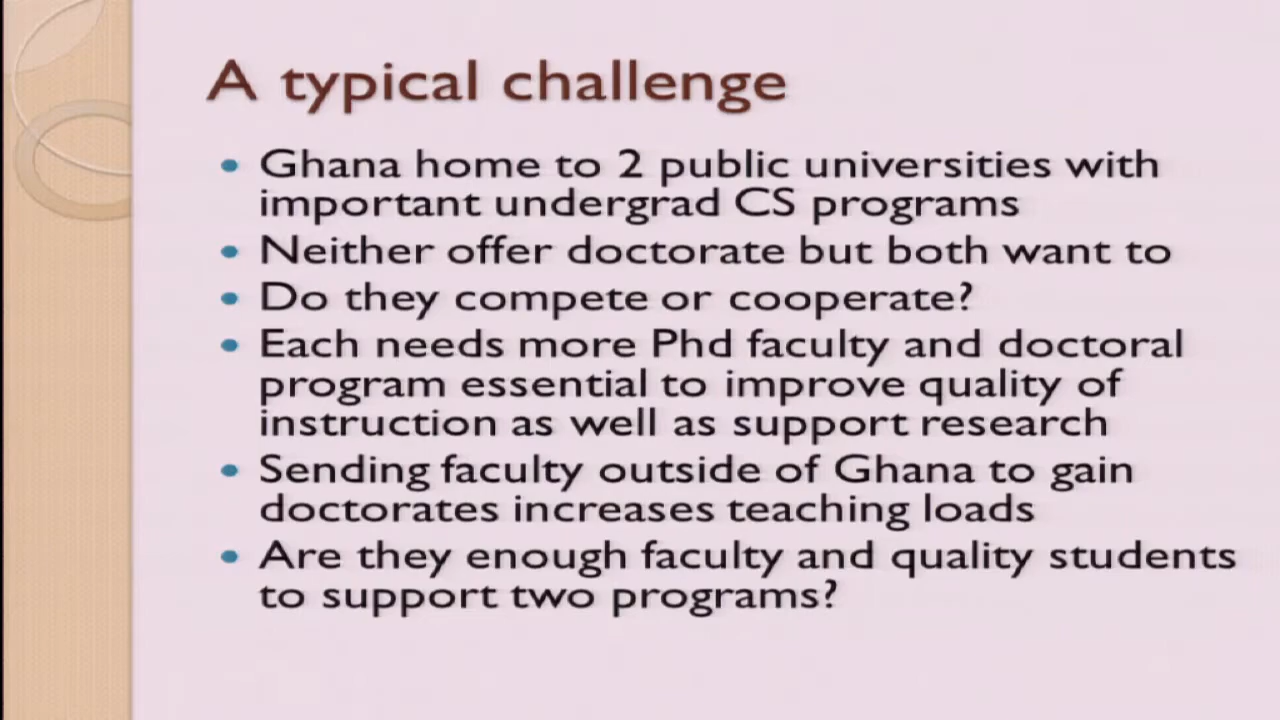 A typical challenge
• Ghana home to 2 public universities with
important undergrad CS programs
• Neither offer doctorate but both want to
• Do they compete or cooperate?
• Each needs more Phd faculty and doctoral
program essential to improve quality of
instruction as well as support research
• Sending faculty outside of Ghana to gain
doctorates increases teaching loads
• Are they enough faculty and quality students
to support two programs?